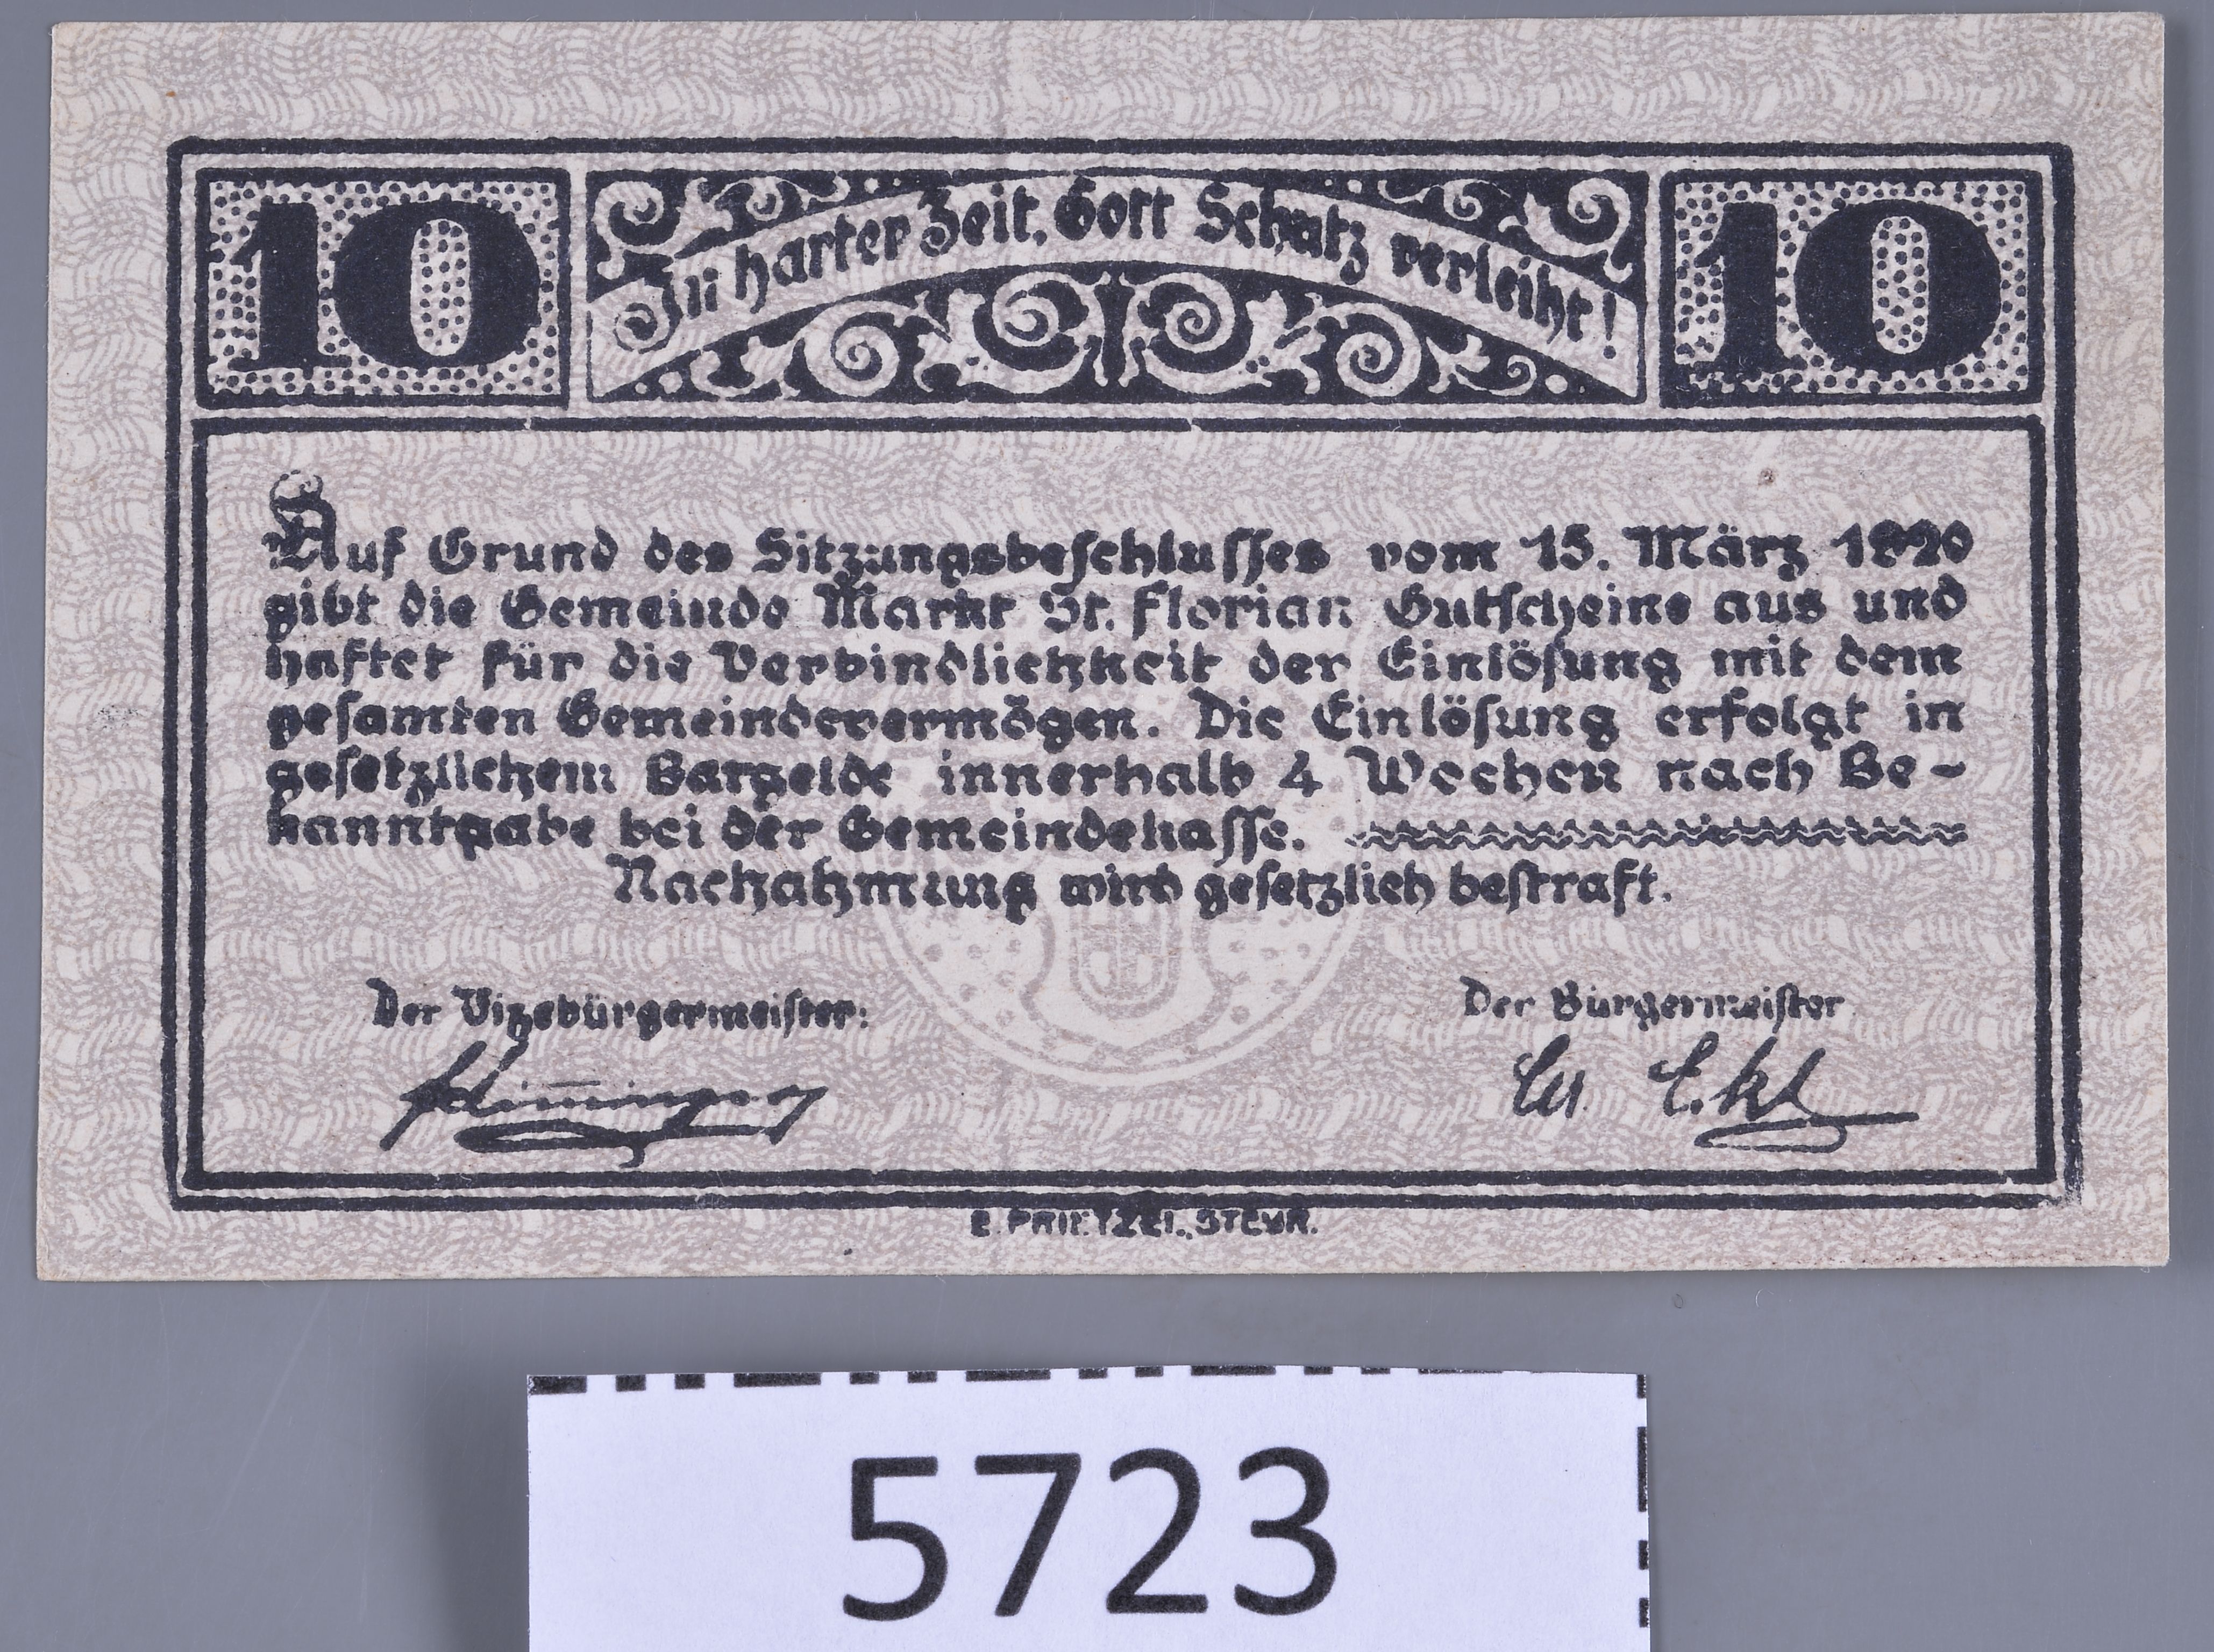 10
In harter Zeit, Gott Schutz verleiht!
10
Auf Grund des Sitzungsbeschlusses vom 15. März 1920
gibt die Gemeinde Markt St. Florian Gutscheine aus und
haftet für die Verbindlichkeit der Einlösung mit dem
gesamten Gemeindevermögen. Die Einlösung erfolgt in
gesetzlichem Bargelde innerhalb 4 Wochen nach Be-
kanntgabe bei der Gemeindekasse.
Nachahmung wird gesetzlich bestraft.
Der Vizebürgermeister:
Der Bürgermeister
E. PRIETZEL, STEYR.
5723